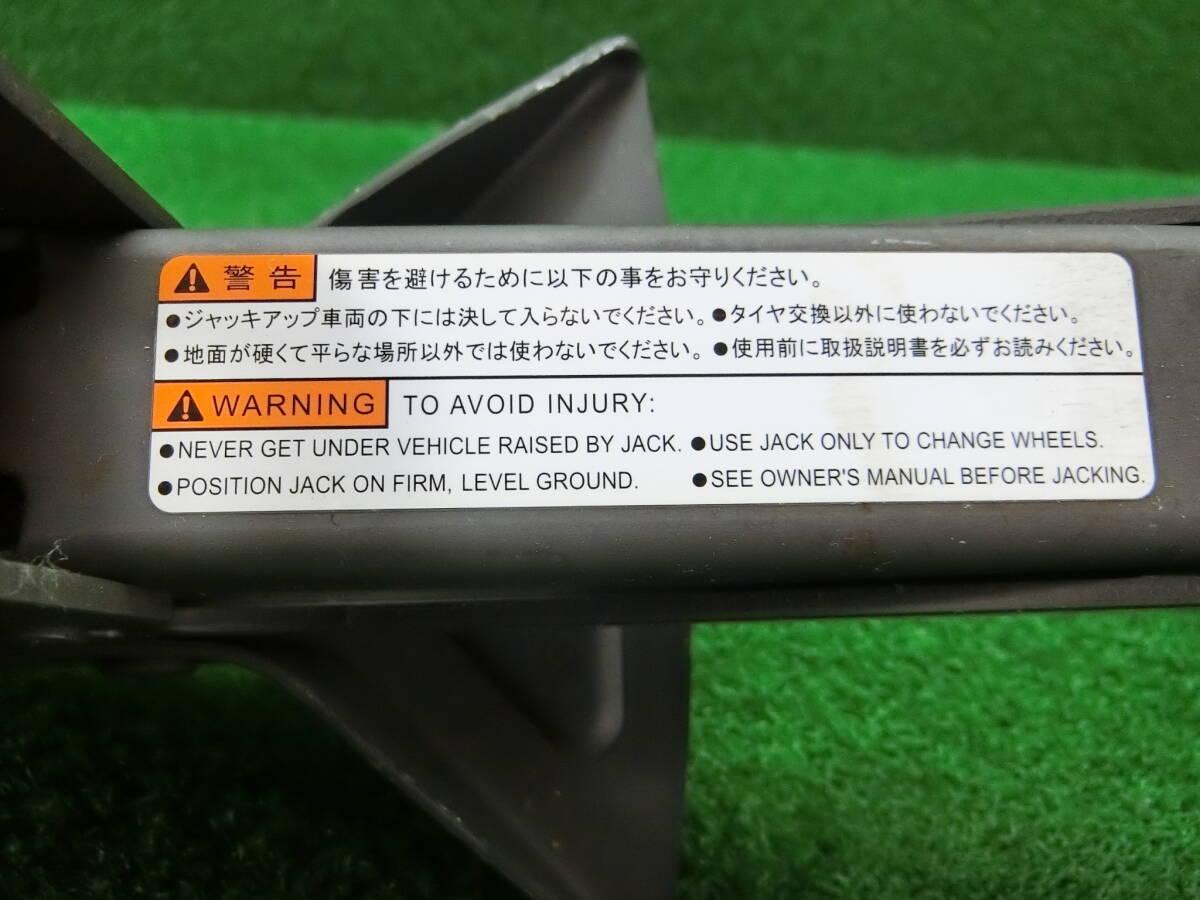 警告 傷害を避けるために以下の事をお守りください。
●ジャッキアップ車両の下には決して入らないでください。●タイヤ交換以外に使わないでください。
●地面が硬くて平らな場所以外では使わないでください。●使用前に取扱説明書を必ずお読みください。
WARNING TO AVOID INJURY:
●NEVER GET UNDER VEHICLE RAISED BY JACK. ●USE JACK ONLY TO CHANGE WHEELS.
●POSITION JACK ON FIRM, LEVEL GROUND. ●SEE OWNER'S MANUAL BEFORE JACKING.